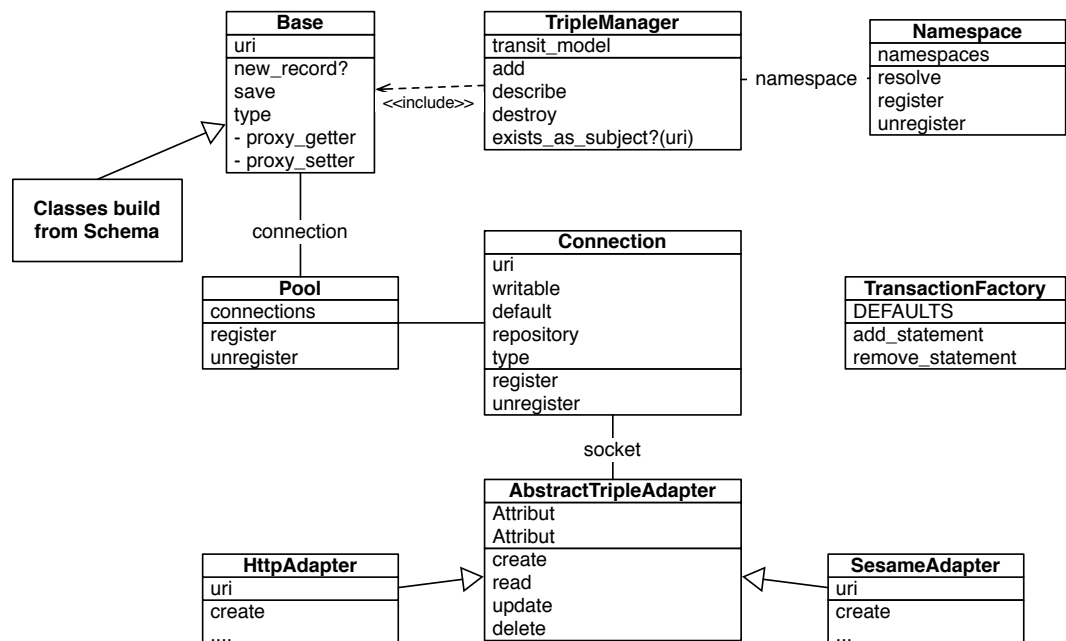 Base
uri
new_record?
save
type
- proxy_getter
- proxy_setter
TripleManager
transit_model
add
describe
destroy
exists_as_subject?(uri)
Namespace
namespaces
resolve
register
unregister
<<include>>
namespace
Classes build
from Schema
connection
Pool
connections
register
unregister
Connection
uri
writable
default
repository
type
register
unregister
TransactionFactory
DEFAULTS
add_statement
remove_statement
socket
AbstractTripleAdapter
Attribut
Attribut
create
read
update
delete
HttpAdapter
uri
create
....
SesameAdapter
uri
create
...